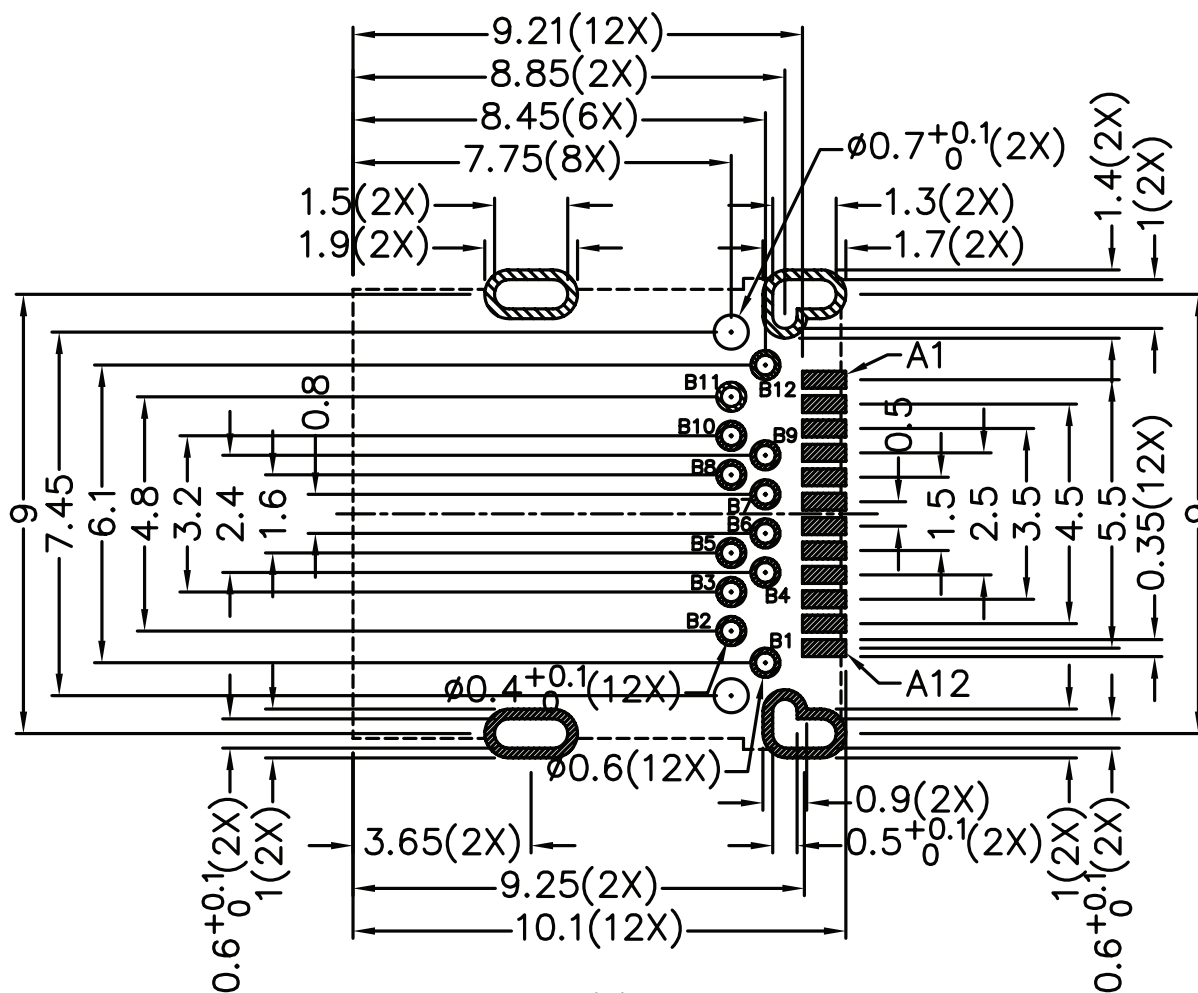 9.21(12X)
8.85(2X)
8.45(6X)
7.75(8X)
ø0.7 +0.1 0 (2X)
1.4(2X)
1(2X)
1.5(2X)
1.3(2X)
1.9(2X)
1.7(2X)
A1
B11
B12
0.8
0.5
B10
B9
B8
B7
9
7.45
6.1
4.8
3.2
2.4
1.6
1.5
2.5
3.5
4.5
5.5
0.35(12X)
9
B6
B5
B3
B4
B2
B1
ø0.4 +0.1 0 (12X)
A12
ø0.6(12X)
0.9(2X)
3.65(2X)
0.5 +0.1 0 (2X)
9.25(2X)
10.1(12X)
0.6 +0.1 0 (2X)
1(2X)
1(2X)
0.6 +0.1 0 (2X)